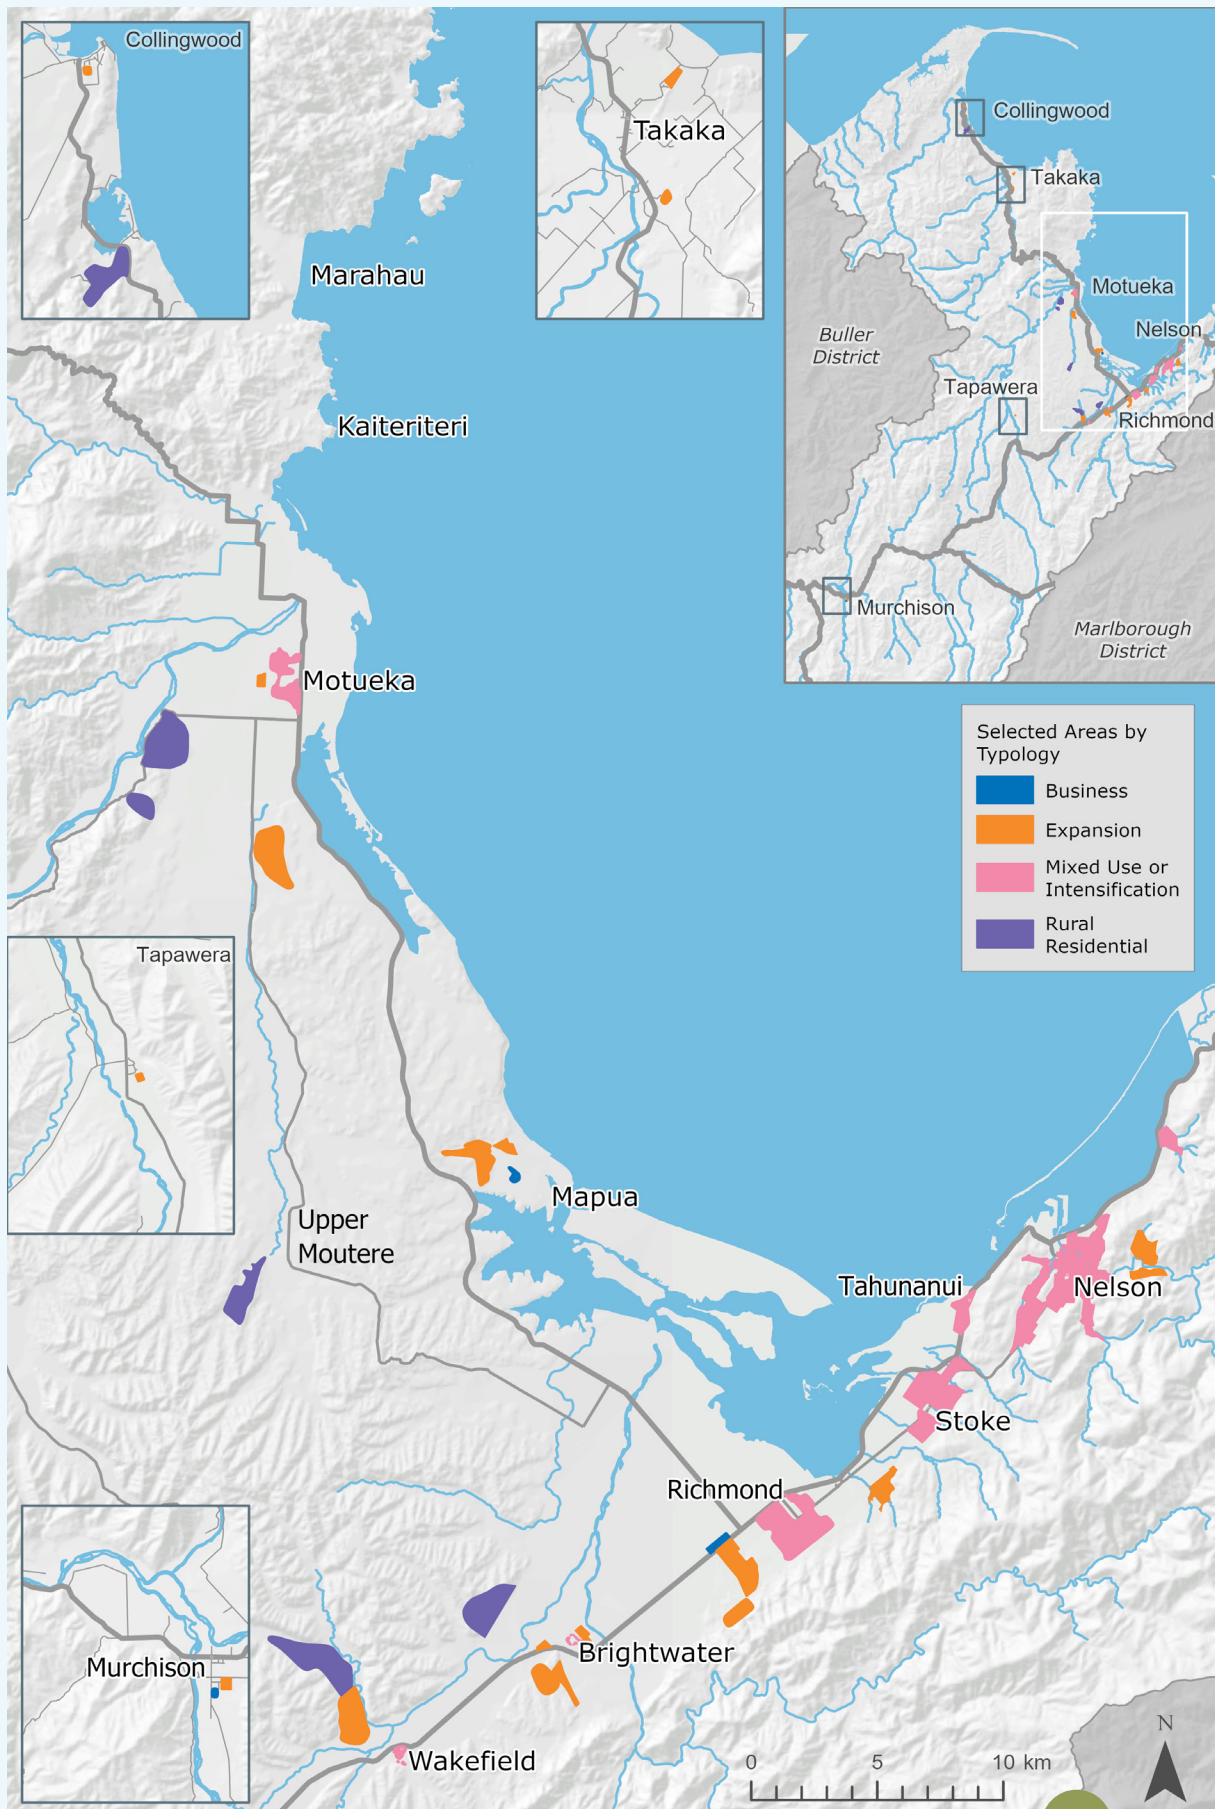 Collingwood
Takaka
Collingwood
Takaka
Marahau
Motueka
Nelson
Buller
District
Tapawera
Richmond
Kaiteriteri
Murchison
Marlborough
District
Motueka
Selected Areas by
Typology
Business
Expansion
Mixed Use or
Intensification
Rural
Residential
Tapawera
Mapua
Upper
Moutere
Tahunanui
Nelson
Stoke
Richmond
Brightwater
Murchison
Wakefield
0 5 10 km
N